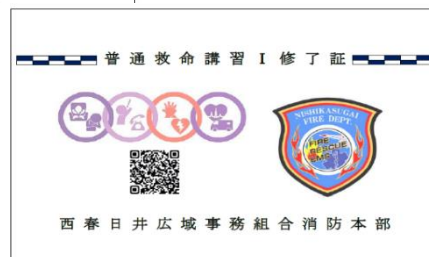 普通救命講習Ⅰ修了証
NISHIKASUGAI
FIRE DEPT.
FIRE
RESCUE
EMS
西春日井広域事務組合消防本部